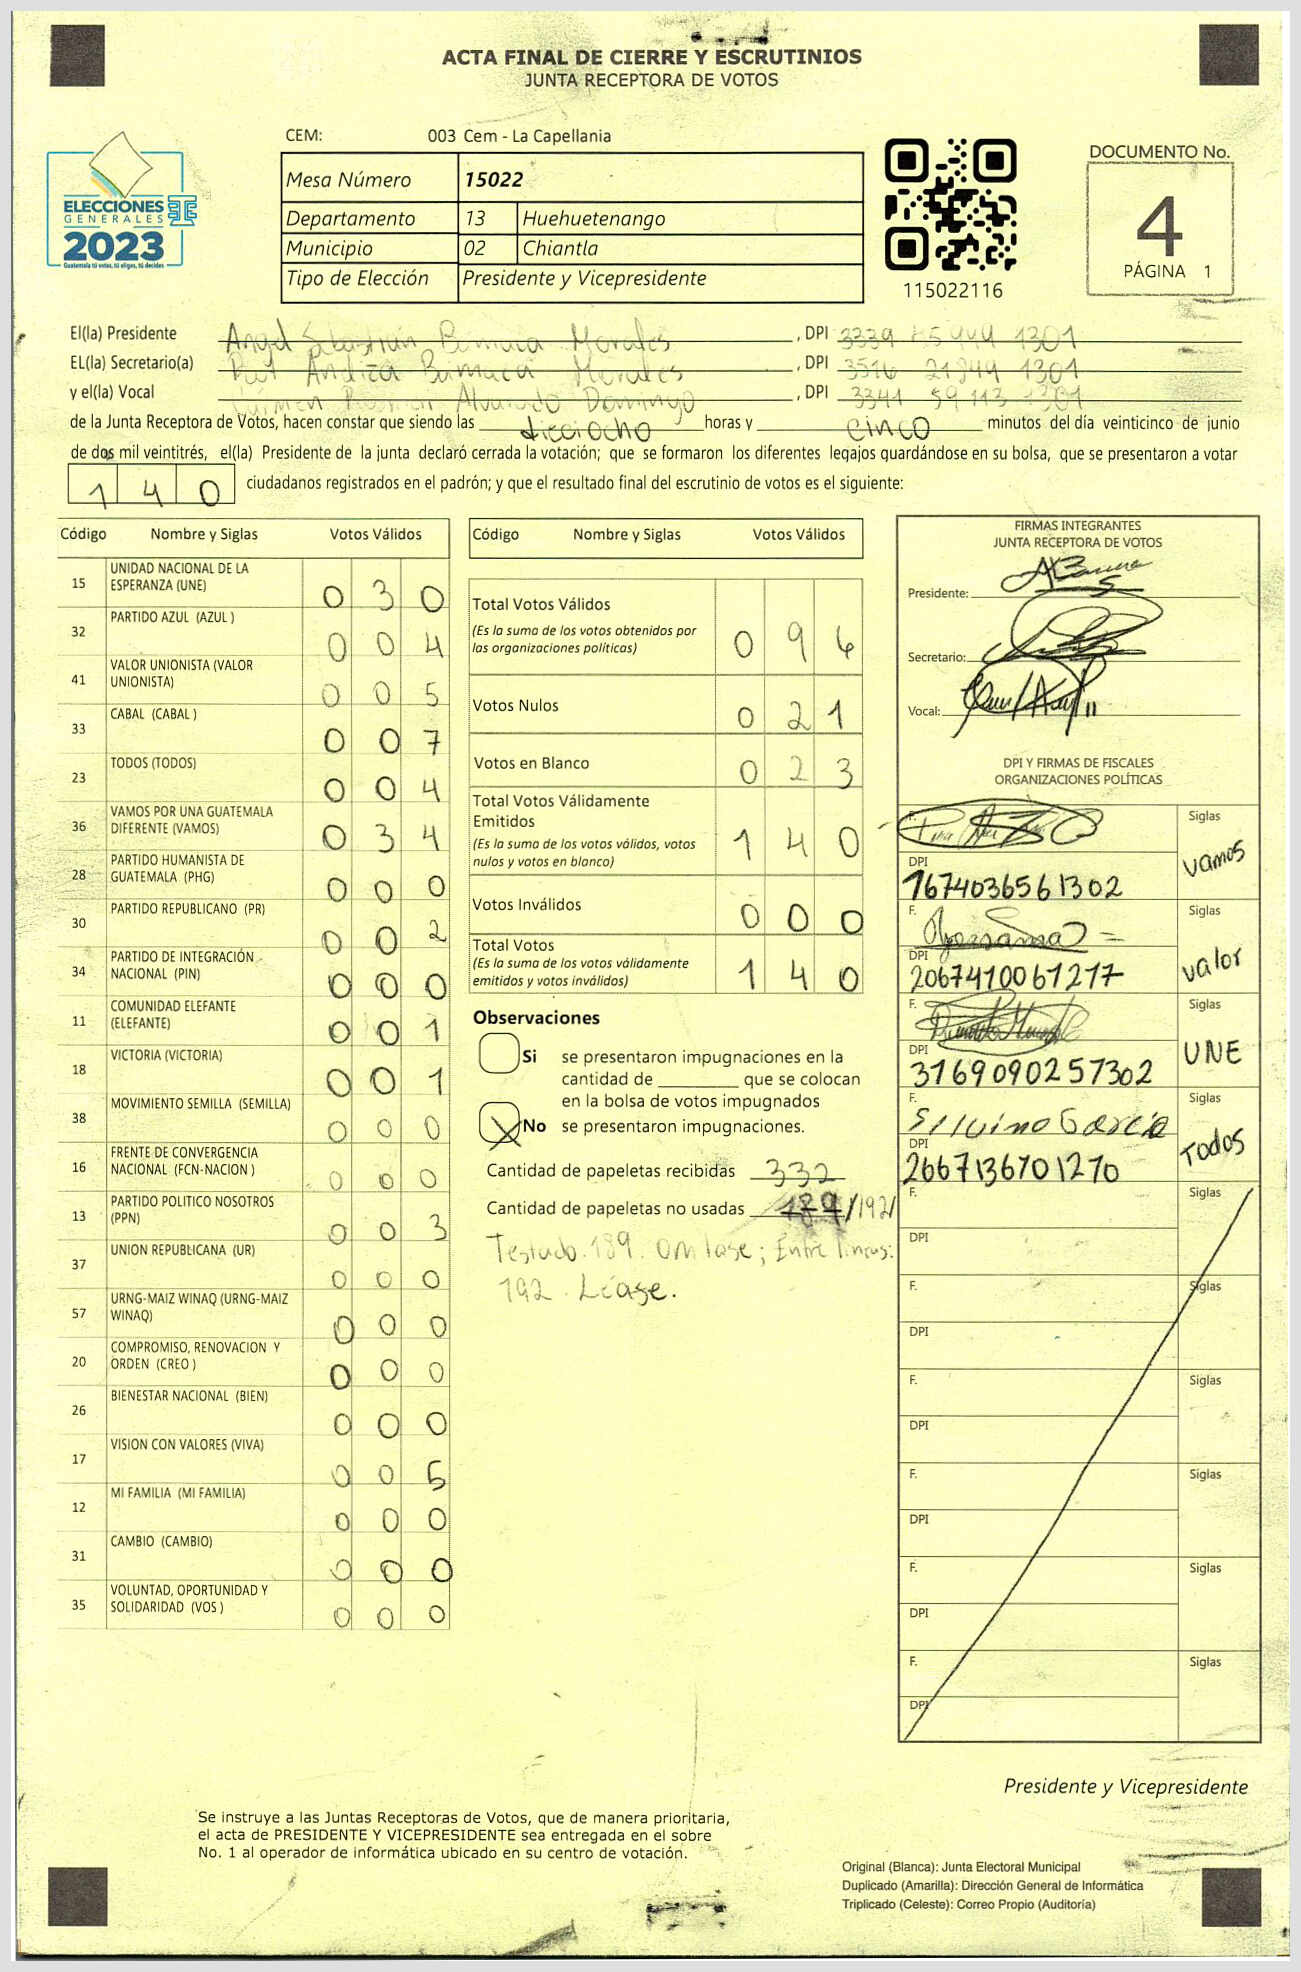 ACTA FINAL DE CIERRE Y ESCRUTINIOS
JUNTA RECEPTORA DE VOTOS
CEM: 003 Cem - La Capellania
Mesa Número 15022
Departamento 13 Huehuetenango
Municipio 02 Chiantla
Tipo de Elección Presidente y Vicepresidente
ELECCIONES
GENERALES
2023
Guatemala tú votas, tú eliges, tú decides
115022116
DOCUMENTO No.
4
PÁGINA 1
El(la) Presidente Angel Sebastián Morales , DPI 3339 1301
EL(la) Secretario(a) Morales , DPI 3516 21849 1301
y el(la) Vocal Carmen Alvarado Domingo , DPI 3341 59113 1301
de la Junta Receptora de Votos, hacen constar que siendo las dieciocho horas y cinco minutos del día veinticinco de junio
de dos mil veintitrés, el(la) Presidente de la junta declaró cerrada la votación; que se formaron los diferentes legajos guardándose en su bolsa, que se presentaron a votar
1 4 0 ciudadanos registrados en el padrón; y que el resultado final del escrutinio de votos es el siguiente:
Código Nombre y Siglas Votos Válidos
15 UNIDAD NACIONAL DE LA
ESPERANZA (UNE) 0 3 0
32 PARTIDO AZUL (AZUL ) 0 0 4
41 VALOR UNIONISTA (VALOR
UNIONISTA) 0 0 5
33 CABAL (CABAL ) 0 0 7
23 TODOS (TODOS) 0 0 4
36 VAMOS POR UNA GUATEMALA
DIFERENTE (VAMOS) 0 3 4
28 PARTIDO HUMANISTA DE
GUATEMALA (PHG) 0 0 0
30 PARTIDO REPUBLICANO (PR) 0 0 2
34 PARTIDO DE INTEGRACIÓN
NACIONAL (PIN) 0 0 0
11 COMUNIDAD ELEFANTE
(ELEFANTE) 0 0 1
18 VICTORIA (VICTORIA) 0 0 1
38 MOVIMIENTO SEMILLA (SEMILLA) 0 0 0
16 FRENTE DE CONVERGENCIA
NACIONAL (FCN-NACION ) 0 0 0
13 PARTIDO POLITICO NOSOTROS
(PPN) 0 0 3
37 UNION REPUBLICANA (UR) 0 0 0
57 URNG-MAIZ WINAQ (URNG-MAIZ
WINAQ) 0 0 0
20 COMPROMISO, RENOVACION Y
ORDEN (CREO ) 0 0 0
26 BIENESTAR NACIONAL (BIEN) 0 0 0
17 VISION CON VALORES (VIVA) 0 0 5
12 MI FAMILIA (MI FAMILIA) 0 0 0
31 CAMBIO (CAMBIO) 0 0 0
35 VOLUNTAD, OPORTUNIDAD Y
SOLIDARIDAD (VOS ) 0 0 0
Código Nombre y Siglas Votos Válidos
Total Votos Válidos
(Es la suma de los votos obtenidos por
las organizaciones políticas) 0 9 6
Votos Nulos 0 2 1
Votos en Blanco 0 2 3
Total Votos Válidamente
Emitidos
(Es la suma de los votos válidos, votos
nulos y votos en blanco) 1 4 0
Votos Inválidos 0 0 0
Total Votos
(Es la suma de los votos válidamente
emitidos y votos inválidos) 1 4 0
Observaciones
Si se presentaron impugnaciones en la
cantidad de ________ que se colocan
en la bolsa de votos impugnados
No se presentaron impugnaciones.
Cantidad de papeletas recibidas 332
Cantidad de papeletas no usadas 189/192/
Testado. 189. Omítase; Entre líneas:
192. Léase.
FIRMAS INTEGRANTES
JUNTA RECEPTORA DE VOTOS
Presidente:
Secretario:
Vocal:
DPI Y FIRMAS DE FISCALES
ORGANIZACIONES POLÍTICAS
F. Siglas
vamos
DPI
1674036561302
F. Siglas
valor
DPI
2067410061217
F. Siglas
UNE
DPI
3769090257302
F. Siglas
Silvino García
TODOS
DPI
2667136701270
F. Siglas
DPI
F. Siglas
DPI
F. Siglas
DPI
F. Siglas
DPI
F. Siglas
DPI
F. Siglas
DPI
Presidente y Vicepresidente
Se instruye a las Juntas Receptoras de Votos, que de manera prioritaria,
el acta de PRESIDENTE Y VICEPRESIDENTE sea entregada en el sobre
No. 1 al operador de informática ubicado en su centro de votación.
Original (Blanca): Junta Electoral Municipal
Duplicado (Amarilla): Dirección General de Informática
Triplicado (Celeste): Correo Propio (Auditoría)